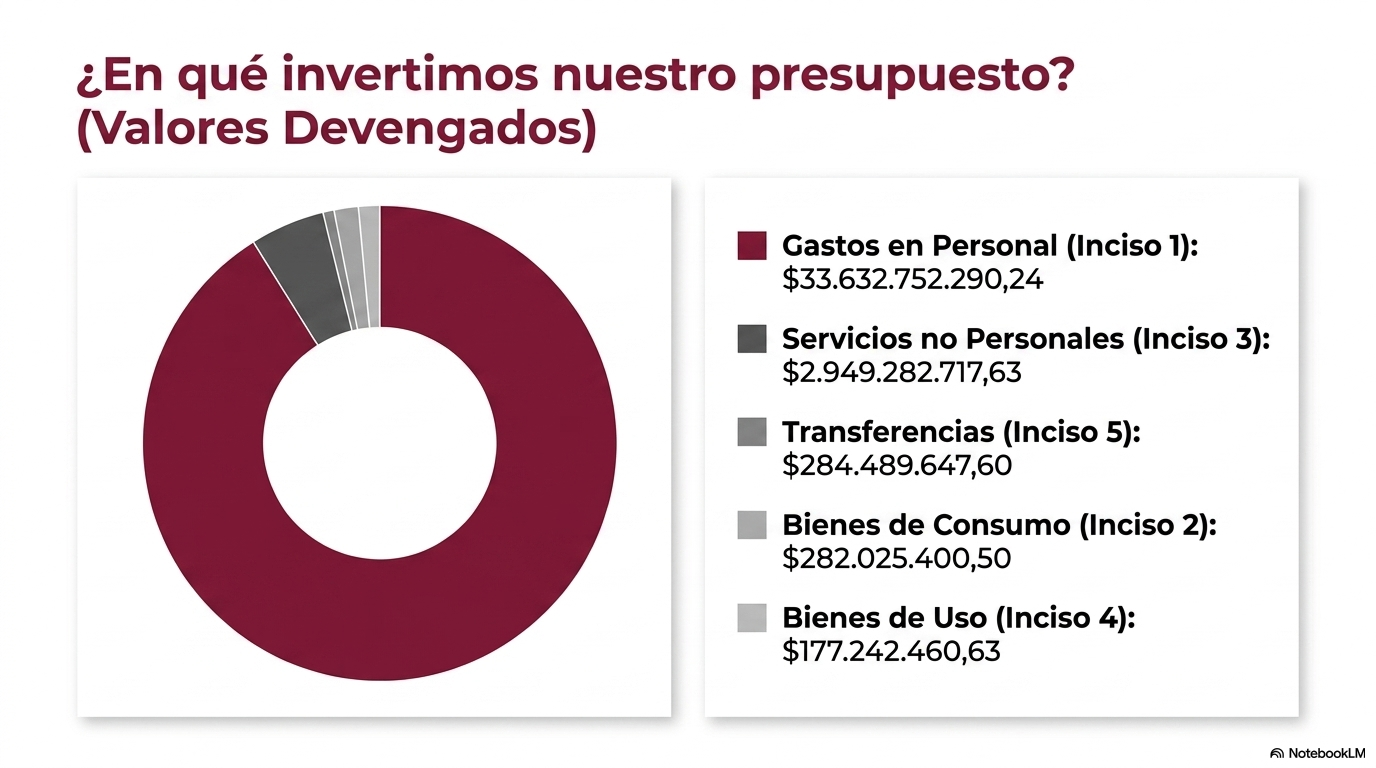 ¿En qué invertimos nuestro presupuesto?
(Valores Devengados)
Gastos en Personal (Inciso 1):
$33.632.752.290,24
Servicios no Personales (Inciso 3):
$2.949.282.717,63
Transferencias (Inciso 5):
$284.489.647,60
Bienes de Consumo (Inciso 2):
$282.025.400,50
Bienes de Uso (Inciso 4):
$177.242.460,63
NotebookLM